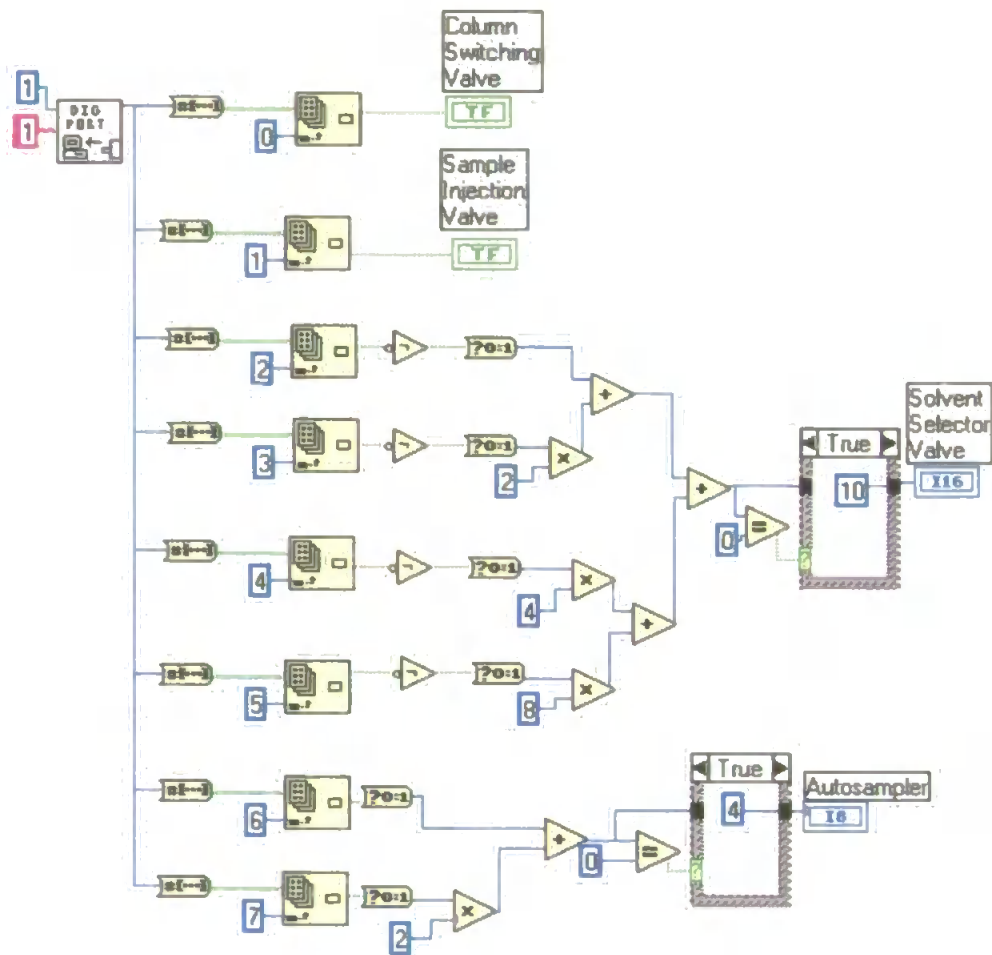 Column
Switching
Valve
1
DIG
PORT
1
TF
0
Sample
Injection
Valve
1
TF
2
?0:1
+
Solvent
Selector
Valve
3
?0:1
2
×
True
10
I16
+
0
=
4
?0:1
4
×
+
5
?0:1
8
×
True
6
?0:1
4
Autosampler
I8
+
0
=
7
?0:1
2
×